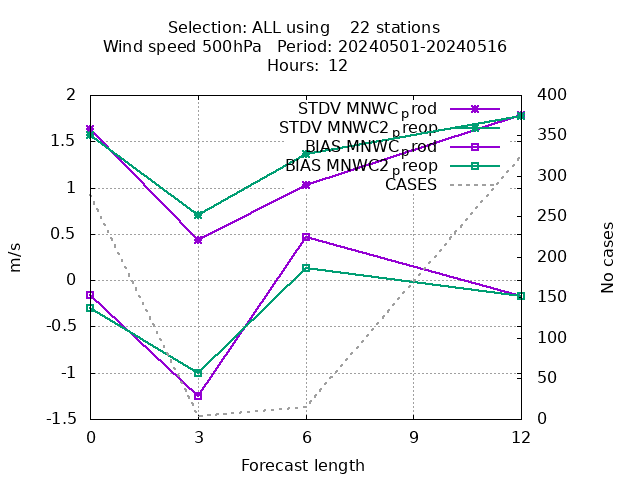 Selection: ALL using    22 stations
Wind speed 500hPa   Period: 20240501-20240516
Hours:  12
2
1.5
1
0.5
0
-0.5
-1
-1.5
m/s
400
350
300
250
200
150
100
50
0
No cases
STDV MNWC_prod
STDV MNWC2_preop
BIAS MNWC_prod
BIAS MNWC2_preop
CASES
0 3 6 9 12
Forecast length